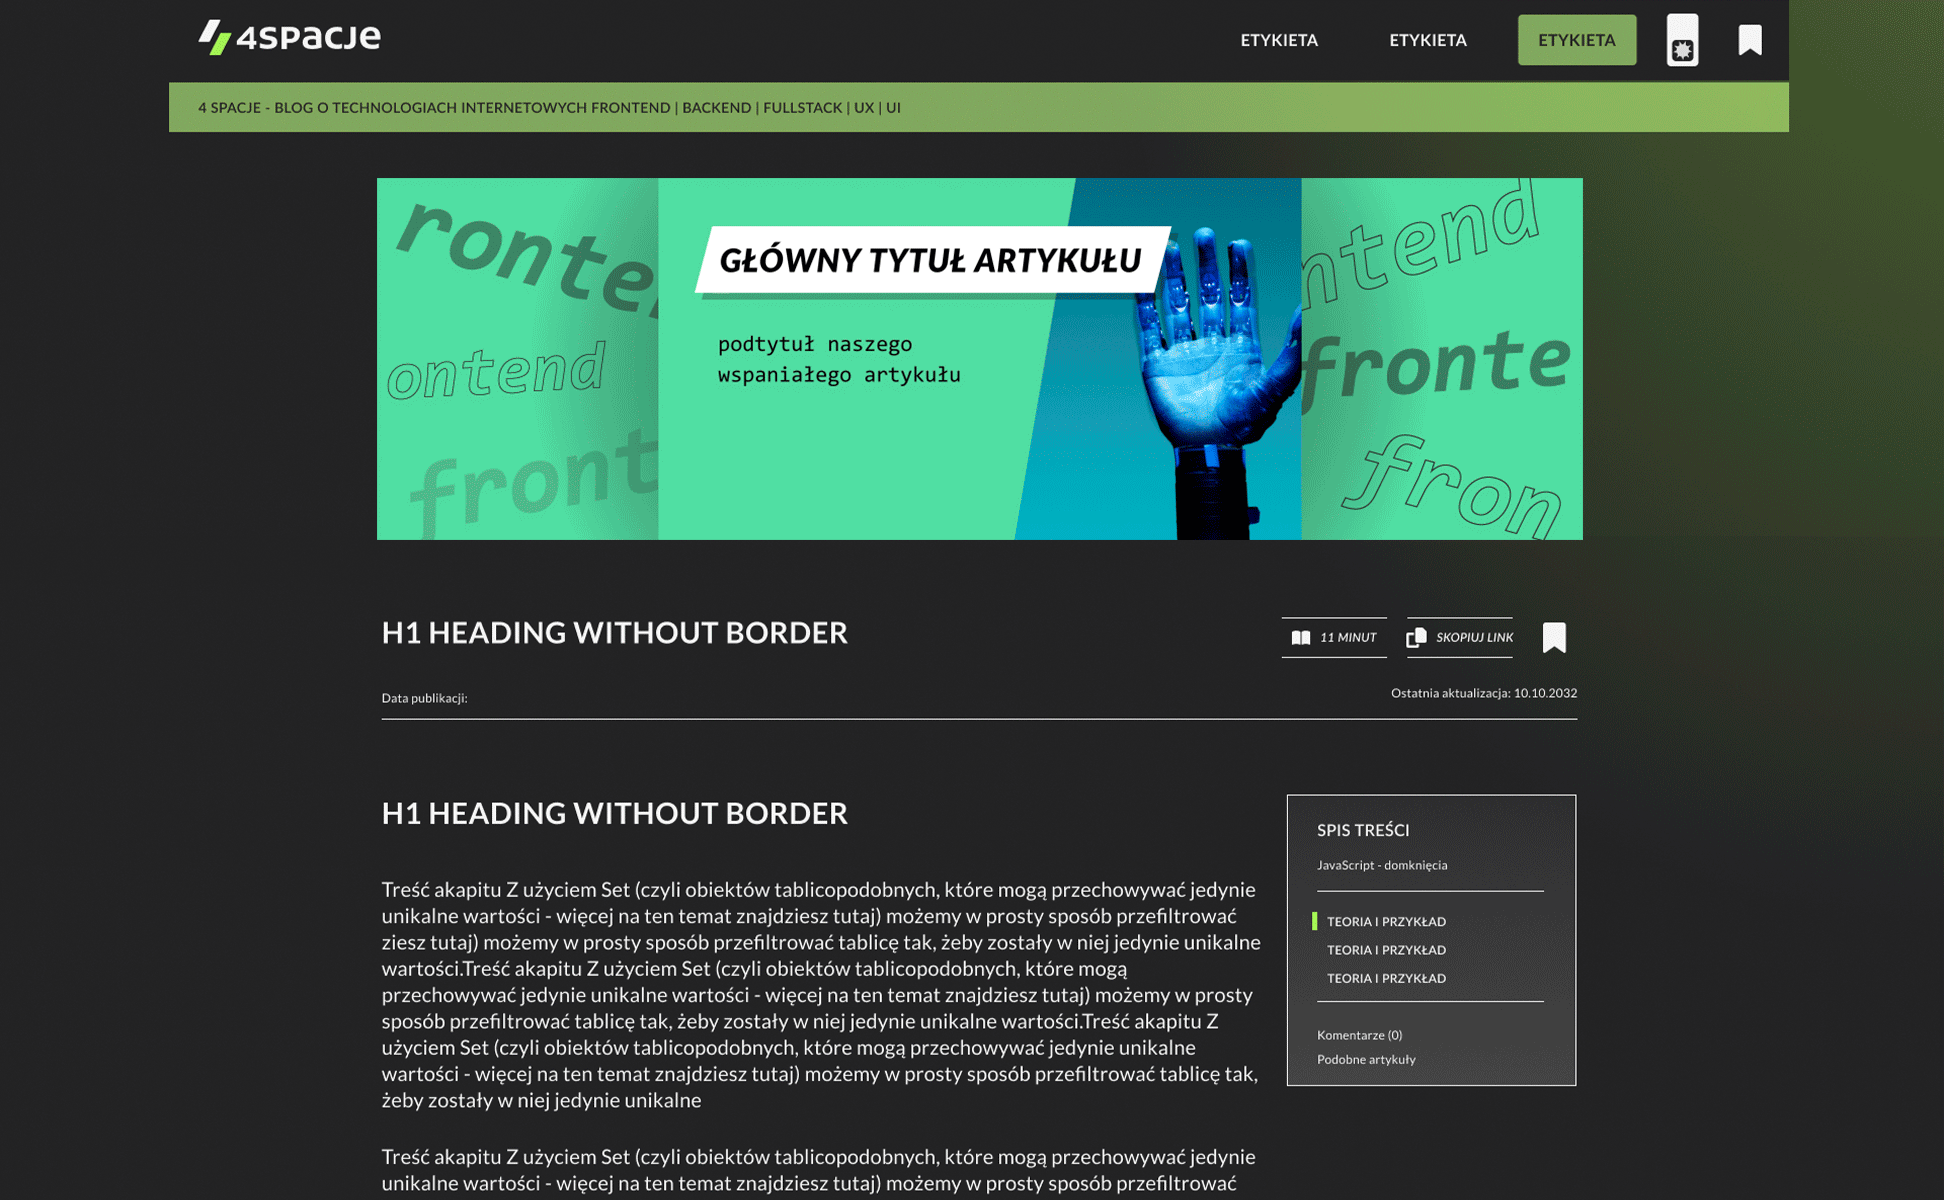 4spacje
ETYKIETA
ETYKIETA
ETYKIETA
4 SPACJE - BLOG O TECHNOLOGIACH INTERNETOWYCH FRONTEND | BACKEND | FULLSTACK | UX | UI
ronte
ontend
front
GŁÓWNY TYTUŁ ARTYKUŁU
podtytuł naszego
wspaniałego artykułu
ntend
fronte
fron
H1 HEADING WITHOUT BORDER
11 MINUT
SKOPIUJ LINK
Data publikacji:
Ostatnia aktualizacja: 10.10.2032
H1 HEADING WITHOUT BORDER
Treść akapitu Z użyciem Set (czyli obiektów tablicopodobnych, które mogą przechowywać jedynie
unikalne wartości - więcej na ten temat znajdziesz tutaj) możemy w prosty sposób przefiltrować
ziesz tutaj) możemy w prosty sposób przefiltrować tablicę tak, żeby zostały w niej jedynie unikalne
wartości.Treść akapitu Z użyciem Set (czyli obiektów tablicopodobnych, które mogą
przechowywać jedynie unikalne wartości - więcej na ten temat znajdziesz tutaj) możemy w prosty
sposób przefiltrować tablicę tak, żeby zostały w niej jedynie unikalne wartości.Treść akapitu Z
użyciem Set (czyli obiektów tablicopodobnych, które mogą przechowywać jedynie unikalne
wartości - więcej na ten temat znajdziesz tutaj) możemy w prosty sposób przefiltrować tablicę tak,
żeby zostały w niej jedynie unikalne
Treść akapitu Z użyciem Set (czyli obiektów tablicopodobnych, które mogą przechowywać jedynie
unikalne wartości - więcej na ten temat znajdziesz tutaj) możemy w prosty sposób przefiltrować
SPIS TREŚCI
JavaScript - domknięcia
TEORIA I PRZYKŁAD
TEORIA I PRZYKŁAD
TEORIA I PRZYKŁAD
Komentarze (0)
Podobne artykuły